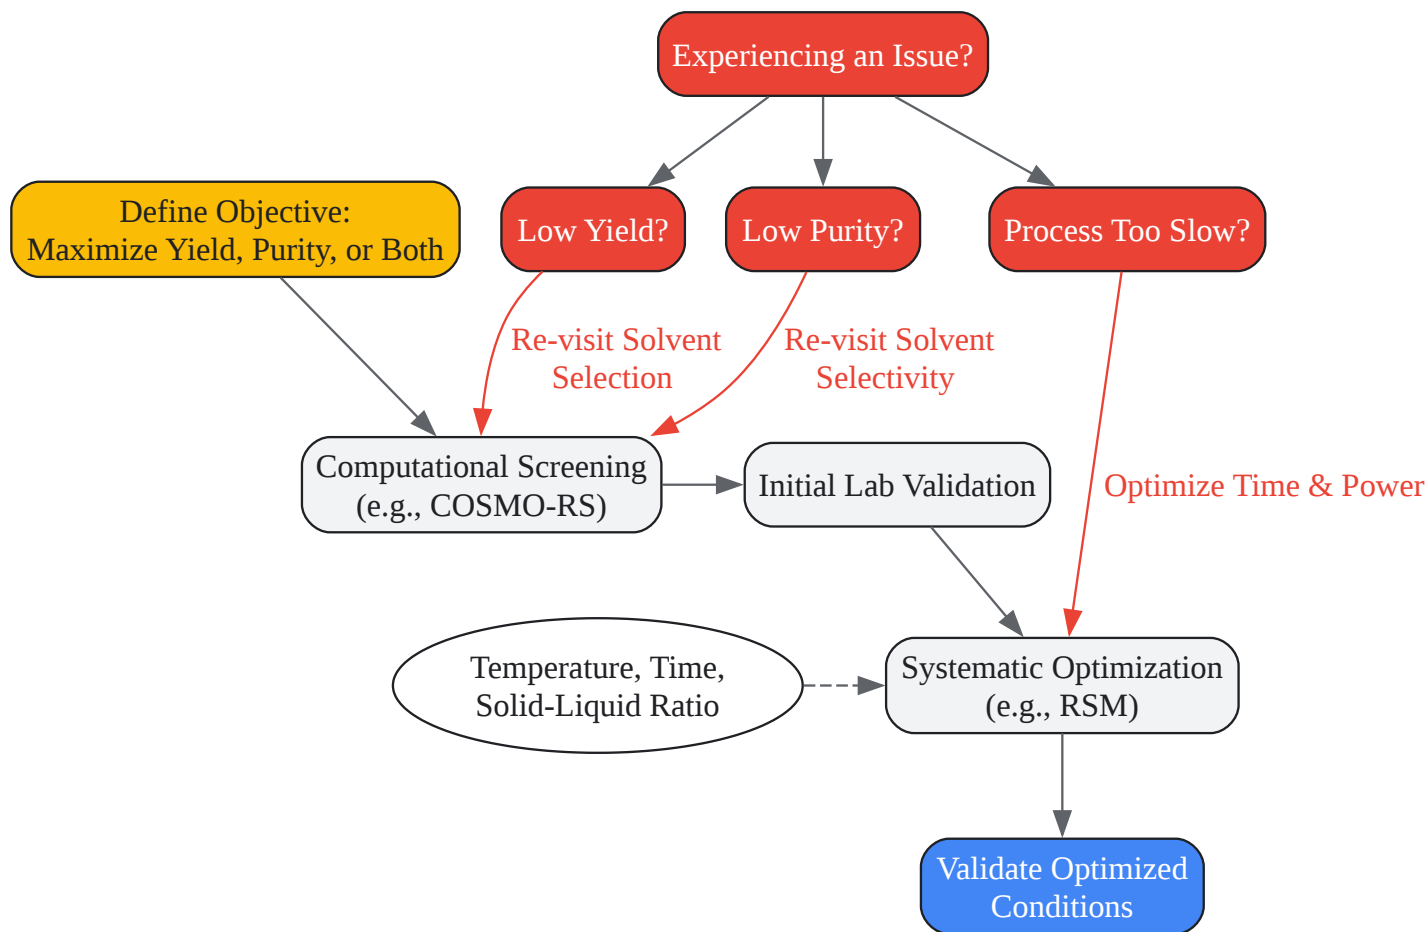 Experiencing an Issue?
Define Objective:
Maximize Yield, Purity, or Both
Low Yield?
Low Purity?
Process Too Slow?
Re-visit Solvent
Selection
Re-visit Solvent
Selectivity
Computational Screening
(e.g., COSMO-RS)
Initial Lab Validation
Optimize Time & Power
Temperature, Time,
Solid-Liquid Ratio
Systematic Optimization
(e.g., RSM)
Validate Optimized
Conditions